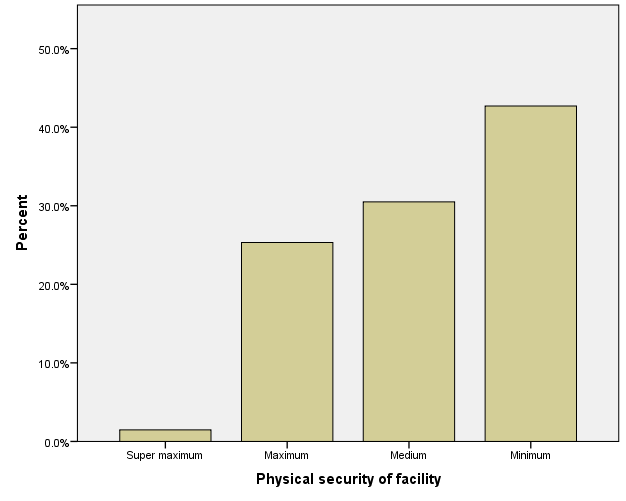 50.0%
40.0%
30.0%
20.0%
10.0%
0.0%
Percent
Super maximum
Maximum
Medium
Minimum
Physical security of facility